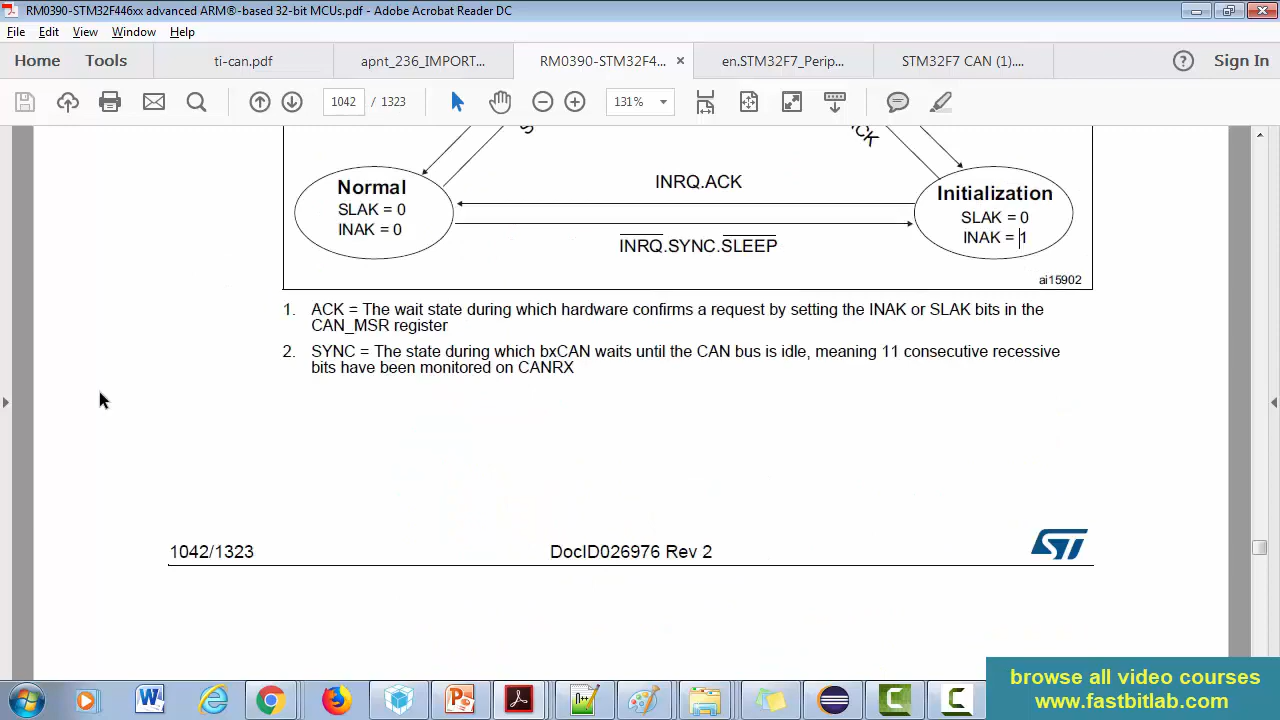 RM0390-STM32F446xx advanced ARM®-based 32-bit MCUs.pdf - Adobe Acrobat Reader DC
File Edit View Window Help
Home Tools ti-can.pdf apnt_236_IMPORT... RM0390-STM32F4... × en.STM32F7_Perip... STM32F7 CAN (1).... ? Sign In
1042 / 1323 131%
INRQ.ACK
Normal
SLAK = 0
INAK = 0
Initialization
SLAK = 0
INAK = 1
INRQ.SYNC.SLEEP
ai15902
1. ACK = The wait state during which hardware confirms a request by setting the INAK or SLAK bits in the
CAN_MSR register
2. SYNC = The state during which bxCAN waits until the CAN bus is idle, meaning 11 consecutive recessive
bits have been monitored on CANRX
1042/1323 DocID026976 Rev 2 ST
browse all video courses
www.fastbitlab.com